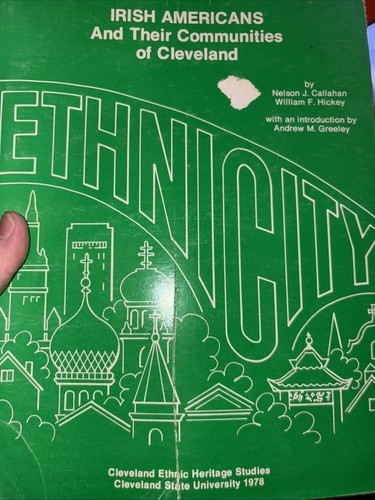 IRISH AMERICANS
And Their Communities
of Cleveland
by
Nelson J. Callahan
William F. Hickey
with an introduction by
Andrew M. Greeley
ETHNICITY
Cleveland Ethnic Heritage Studies
Cleveland State University 1978